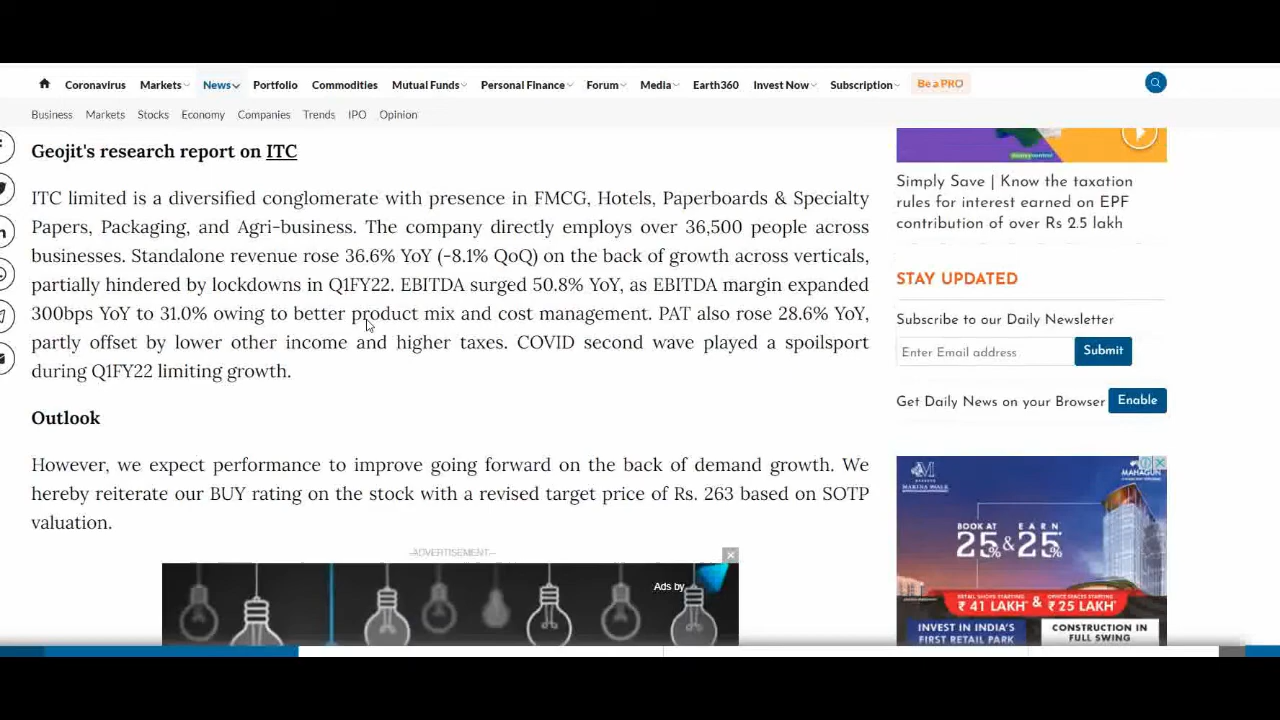 Coronavirus Markets News Portfolio Commodities Mutual Funds Personal Finance Forum Media Earth360 Invest Now Subscription Be a PRO
Business Markets Stocks Economy Companies Trends IPO Opinion
Geojit's research report on ITC
ITC limited is a diversified conglomerate with presence in FMCG, Hotels, Paperboards & Specialty
Papers, Packaging, and Agri-business. The company directly employs over 36,500 people across
businesses. Standalone revenue rose 36.6% YoY (-8.1% QoQ) on the back of growth across verticals,
partially hindered by lockdowns in Q1FY22. EBITDA surged 50.8% YoY, as EBITDA margin expanded
300bps YoY to 31.0% owing to better product mix and cost management. PAT also rose 28.6% YoY,
partly offset by lower other income and higher taxes. COVID second wave played a spoilsport
during Q1FY22 limiting growth.
Outlook
However, we expect performance to improve going forward on the back of demand growth. We
hereby reiterate our BUY rating on the stock with a revised target price of Rs. 263 based on SOTP
valuation.
--ADVERTISEMENT--
Ads by
Simply Save | Know the taxation
rules for interest earned on EPF
contribution of over Rs 2.5 lakh
STAY UPDATED
Subscribe to our Daily Newsletter
Enter Email address Submit
Get Daily News on your Browser Enable
MARINA WALK
MAHAGUN
BOOK AT EARN
25% & 25%
RETAIL SHOPS STARTING OFFICE SPACES STARTING
₹ 41 LAKH* & ₹ 25 LAKH*
INVEST IN INDIA'S
FIRST RETAIL PARK
CONSTRUCTION IN
FULL SWING